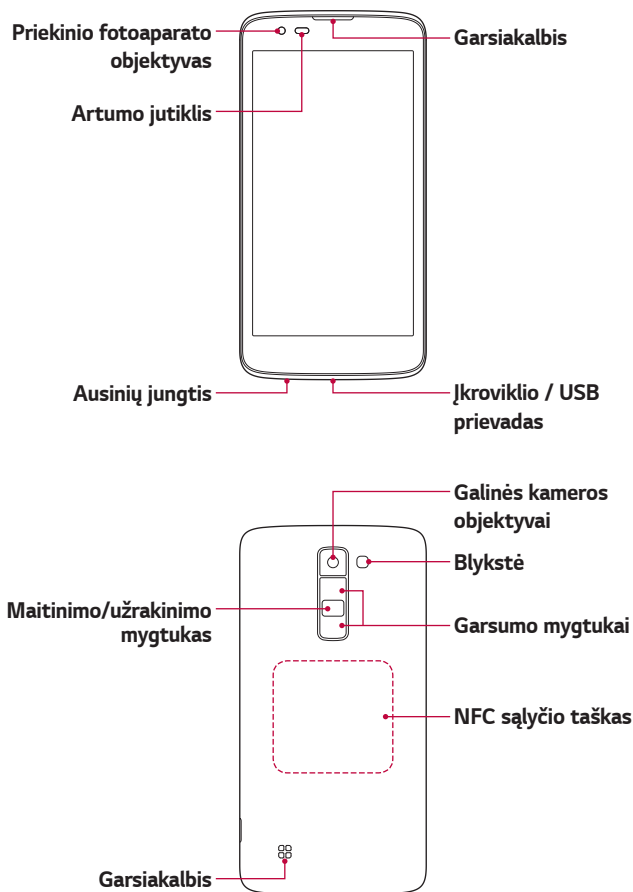 Priekinio fotoaparato
objektyvas
Garsiakalbis
Artumo jutiklis
Ausinių jungtis
Įkroviklio / USB
prievadas
Galinės kameros
objektyvai
Blykstė
Maitinimo/užrakinimo
mygtukas
Garsumo mygtukai
NFC sąlyčio taškas
Garsiakalbis